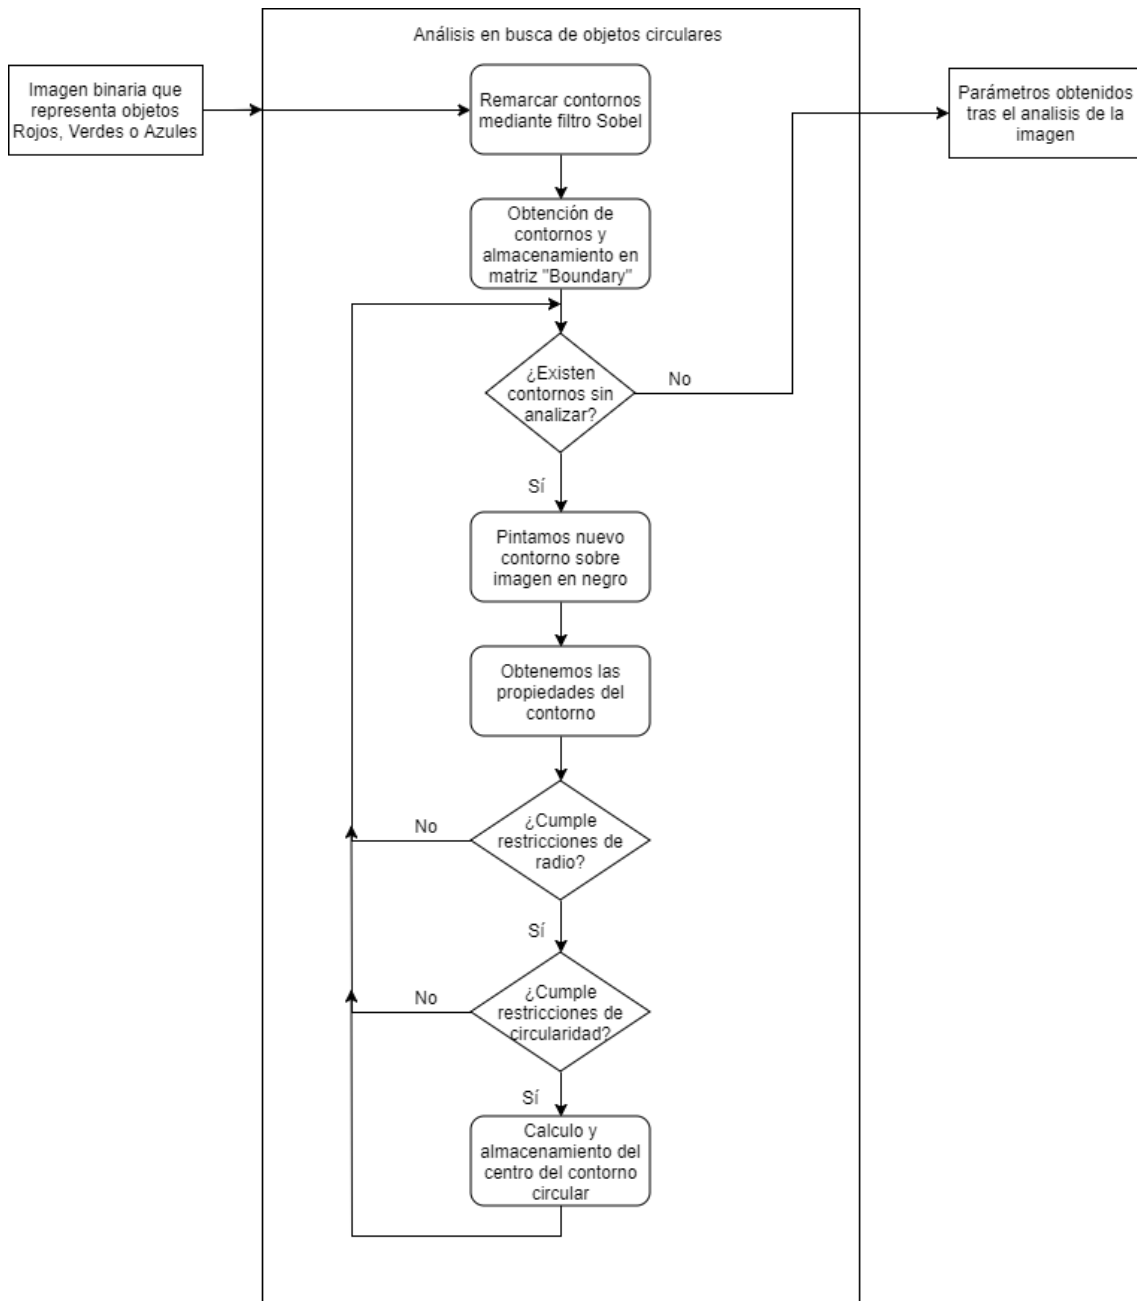 Análisis en busca de objetos circulares
Imagen binaria que
representa objetos
Rojos, Verdes o Azules
Remarcar contornos
mediante filtro Sobel
Parámetros obtenidos
tras el analisis de la
imagen
Obtención de
contornos y
almacenamiento en
matriz "Boundary"
¿Existen
contornos sin
analizar?
No
Sí
Pintamos nuevo
contorno sobre
imagen en negro
Obtenemos las
propiedades del
contorno
¿Cumple
restricciones de
radio?
No
Sí
¿Cumple
restricciones de
circularidad?
No
Sí
Calculo y
almacenamiento del
centro del contorno
circular